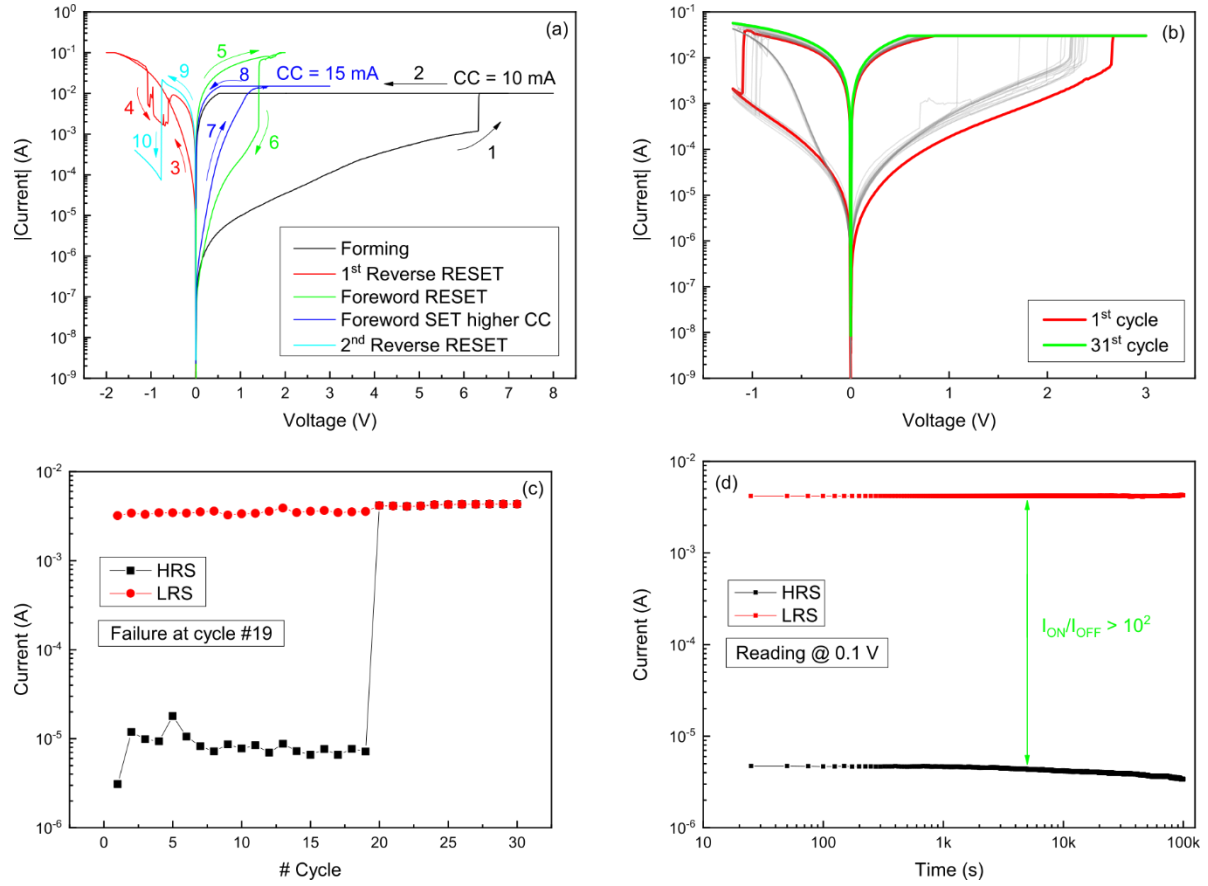 (a)
10⁻¹
10⁰
10⁻¹
10⁻²
10⁻³
10⁻⁴
10⁻⁵
10⁻⁶
10⁻⁷
10⁻⁸
10⁻⁹
|Current| (A)
5
9
8
CC = 15 mA
2
CC = 10 mA
4
10
7
3
6
1
Forming
1st Reverse RESET
Foreword RESET
Foreword SET higher CC
2nd Reverse RESET
-2 -1 0 1 2 3 4 5 6 7 8
Voltage (V)
(b)
10⁰
10⁻¹
10⁻²
10⁻³
10⁻⁴
10⁻⁵
10⁻⁶
10⁻⁷
10⁻⁸
10⁻⁹
|Current| (A)
1st cycle
31st cycle
-1 0 1 2 3
Voltage (V)
(c)
10⁻²
10⁻³
10⁻⁴
10⁻⁵
10⁻⁶
Current (A)
HRS
LRS
Failure at cycle #19
0 5 10 15 20 25 30
# Cycle
(d)
10⁻²
10⁻³
10⁻⁴
10⁻⁵
10⁻⁶
Current (A)
HRS
LRS
Reading @ 0.1 V
I_ON/I_OFF > 10²
10 100 1k 10k 100k
Time (s)